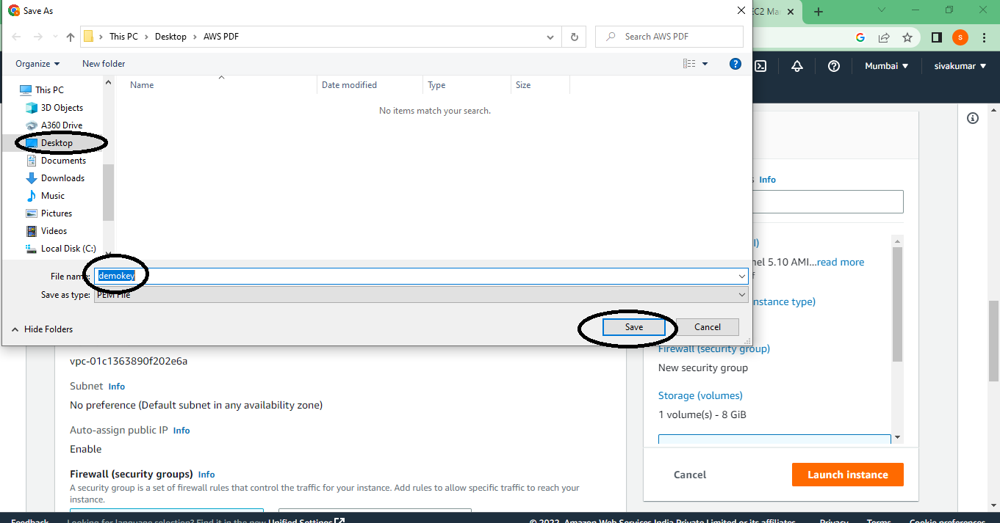 Save As
EC2 Ma
This PC > Desktop > AWS PDF
Search AWS PDF
Organize
New folder
Mumbai
sivakumar
Name
Date modified
Type
Size
No items match your search.
This PC
3D Objects
A360 Drive
Desktop
Documents
Downloads
Music
Pictures
Videos
Local Disk (C:)
File name:
demokey
Save as type:
PEM File
Hide Folders
Save
Cancel
s Info
nel 5.10 AMI...read more
nstance type)
Firewall (security group)
New security group
Storage (volumes)
1 volume(s) - 8 GiB
Cancel
Launch instance
vpc-01c1363890f202e6a
Subnet Info
No preference (Default subnet in any availability zone)
Auto-assign public IP Info
Enable
Firewall (security groups) Info
A security group is a set of firewall rules that control the traffic for your instance. Add rules to allow specific traffic to reach your
instance.
Feedback
Looking for language selection? Find it in the new Unified Settings
© 2022, Amazon Web Services India Private Limited or its affiliates.
Privacy
Terms
Cookie preferences